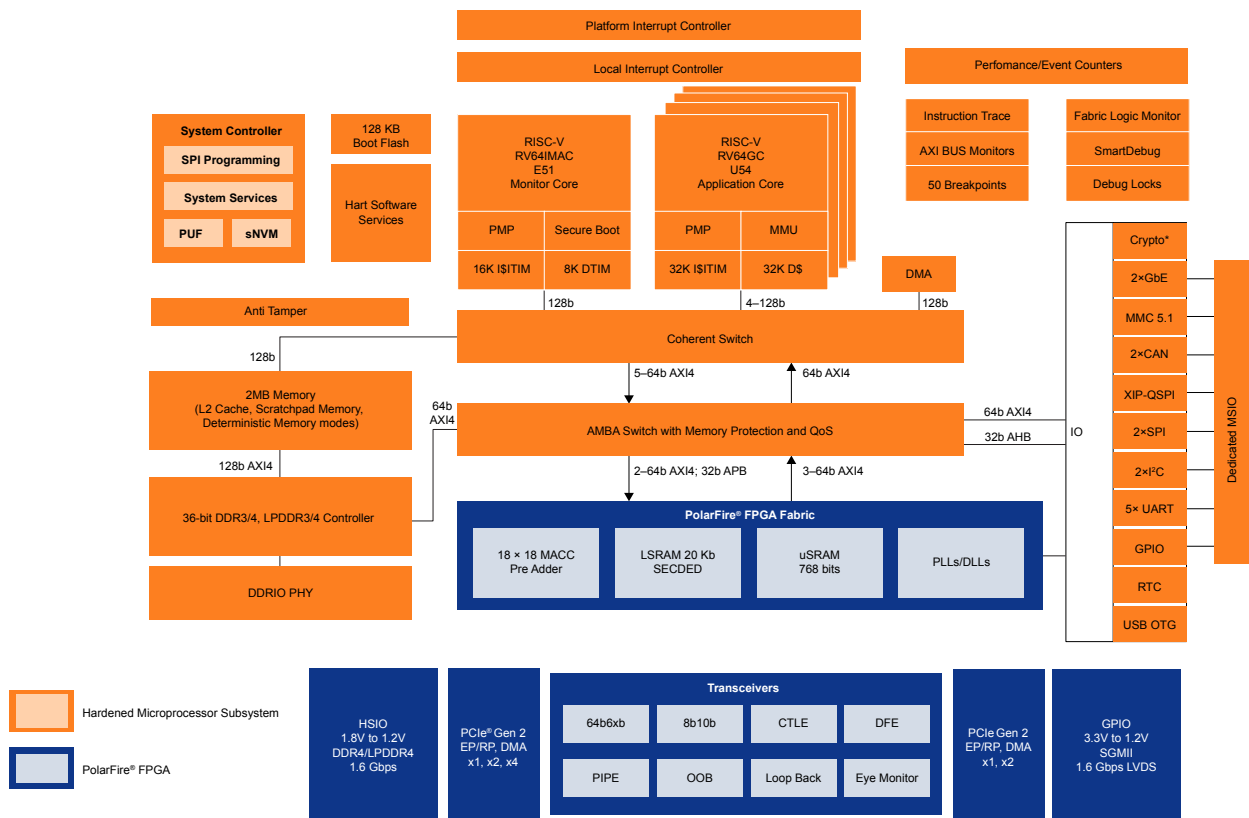 Platform Interrupt Controller
Local Interrupt Controller
Perfomance/Event Counters
System Controller
SPI Programming
System Services
PUF
sNVM
128 KB
Boot Flash
Hart Software
Services
RISC-V
RV64IMAC
E51
Monitor Core
PMP
Secure Boot
16K I$ITIM
8K DTIM
RISC-V
RV64GC
U54
Application Core
PMP
MMU
32K I$ITIM
32K D$
Instruction Trace
AXI BUS Monitors
50 Breakpoints
Fabric Logic Monitor
SmartDebug
Debug Locks
DMA
128b
4–128b
128b
Anti Tamper
Coherent Switch
128b
5–64b AXI4
64b AXI4
2MB Memory
(L2 Cache, Scratchpad Memory,
Deterministic Memory modes)
64b
AXI4
AMBA Switch with Memory Protection and QoS
64b AXI4
32b AHB
IO
128b AXI4
2–64b AXI4; 32b APB
3–64b AXI4
36-bit DDR3/4, LPDDR3/4 Controller
DDRIO PHY
PolarFire® FPGA Fabric
18 × 18 MACC
Pre Adder
LSRAM 20 Kb
SECDED
uSRAM
768 bits
PLLs/DLLs
Crypto*
2×GbE
MMC 5.1
2×CAN
XIP-QSPI
2×SPI
2×I²C
5× UART
GPIO
RTC
USB OTG
Dedicated MSIO
Hardened Microprocessor Subsystem
PolarFire® FPGA
HSIO
1.8V to 1.2V
DDR4/LPDDR4
1.6 Gbps
PCIe® Gen 2
EP/RP, DMA
x1, x2, x4
Transceivers
64b6xb
8b10b
CTLE
DFE
PIPE
OOB
Loop Back
Eye Monitor
PCIe Gen 2
EP/RP, DMA
x1, x2
GPIO
3.3V to 1.2V
SGMII
1.6 Gbps LVDS